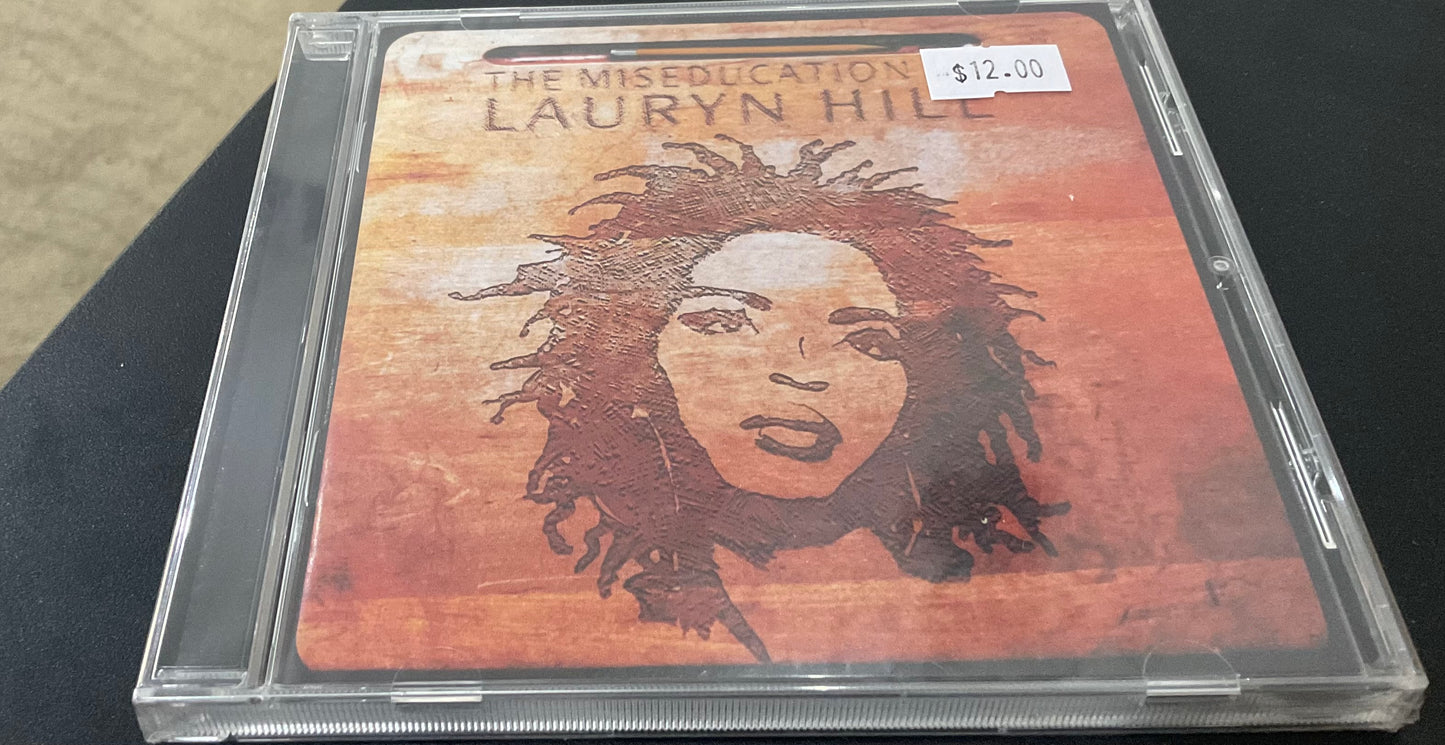 THE MISEDUCATION
$12.00
LAURYN HILL